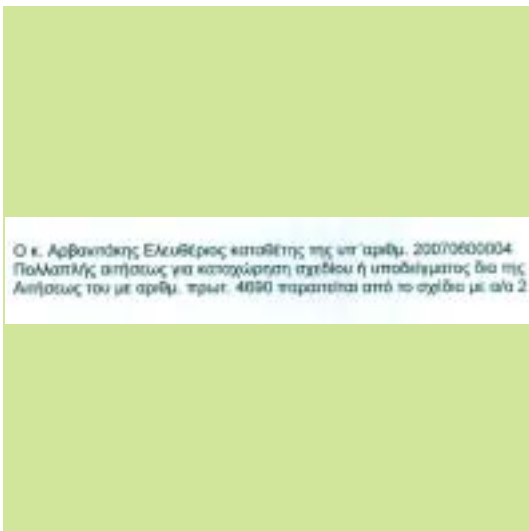 Ο κ. Αρβανιτάκης Ελευθέριος καταθέτης της υπ΄αριθμ. 20070600004
Πολλαπλής αιτήσεως για καταχώρηση σχεδίου ή υποδείγματος δια της
Αιτήσεως του με αριθμ. πρωτ. 4690 παραιτείται από το σχέδιο με α/α 2